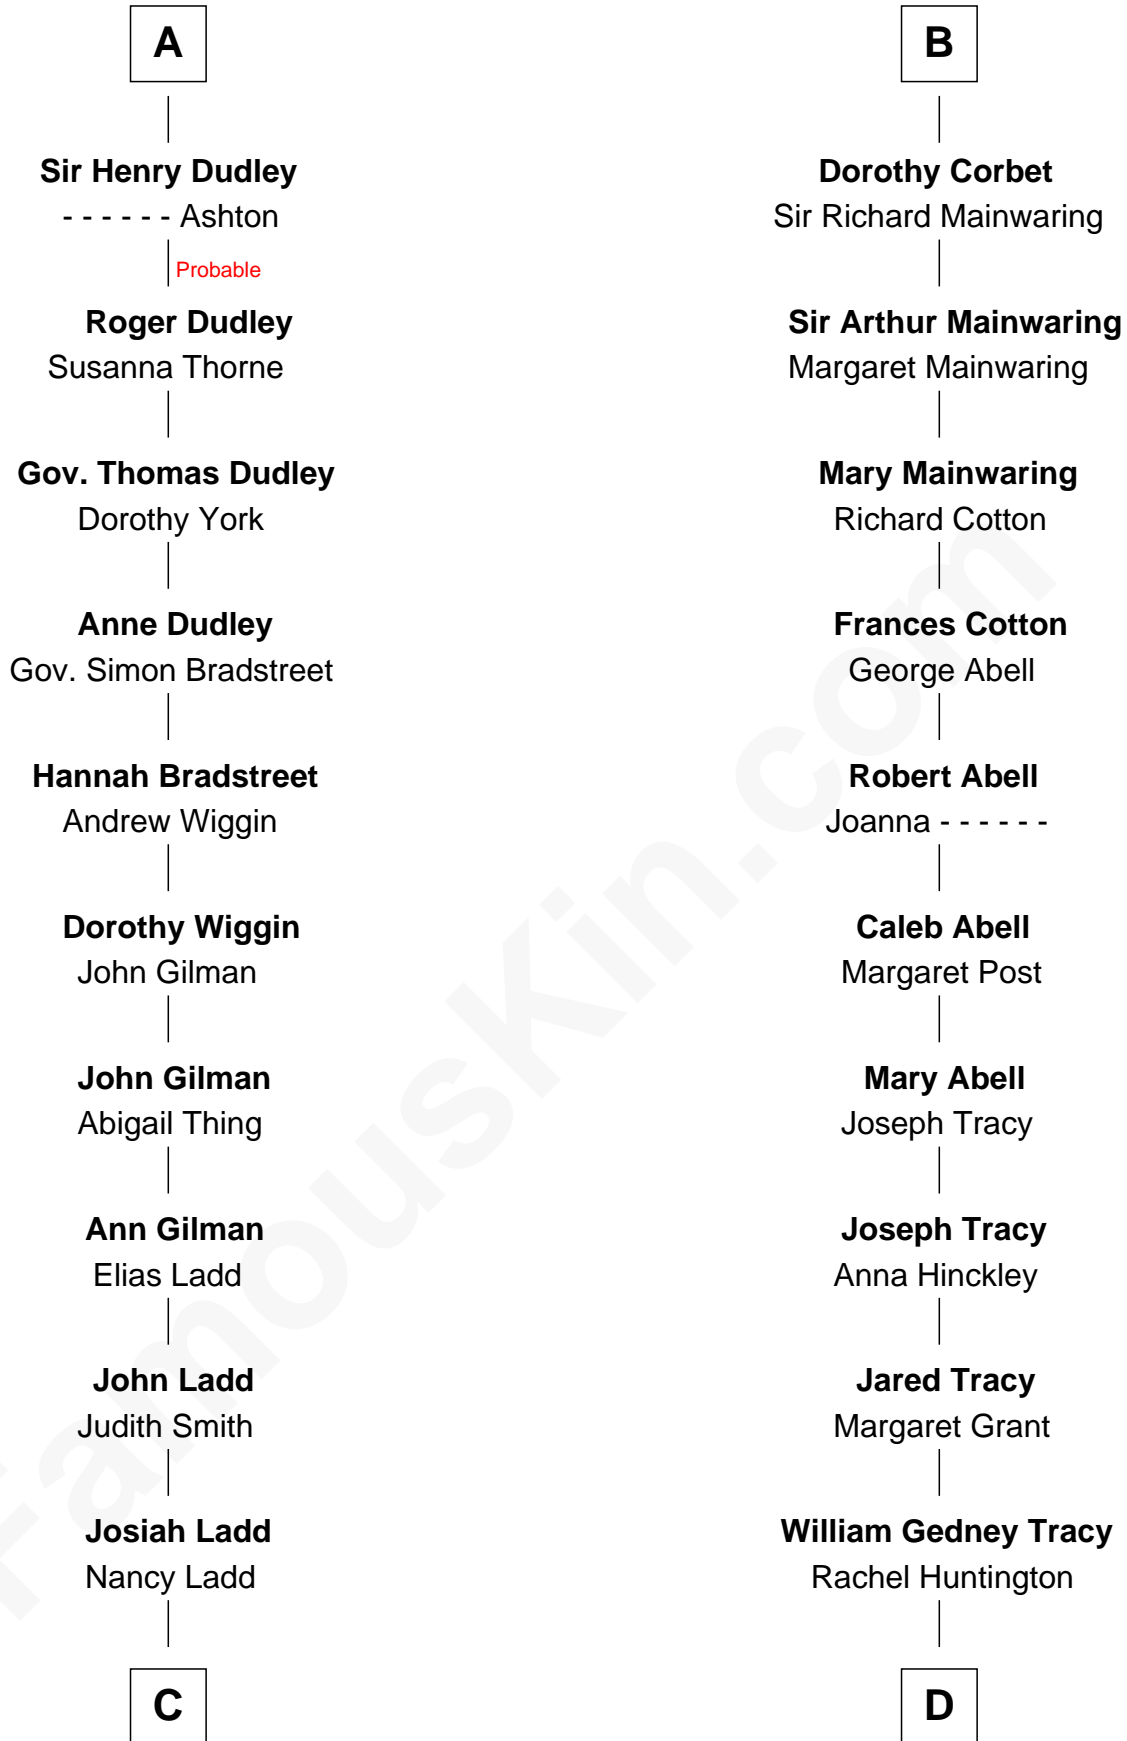 A
Sir Henry Dudley
- - - - - - Ashton
Probable
Roger Dudley
Susanna Thorne
Gov. Thomas Dudley
Dorothy York
Anne Dudley
Gov. Simon Bradstreet
Hannah Bradstreet
Andrew Wiggin
Dorothy Wiggin
John Gilman
John Gilman
Abigail Thing
Ann Gilman
Elias Ladd
John Ladd
Judith Smith
Josiah Ladd
Nancy Ladd
C
B
Dorothy Corbet
Sir Richard Mainwaring
Sir Arthur Mainwaring
Margaret Mainwaring
Mary Mainwaring
Richard Cotton
Frances Cotton
George Abell
Robert Abell
Joanna - - - - - -
Caleb Abell
Margaret Post
Mary Abell
Joseph Tracy
Joseph Tracy
Anna Hinckley
Jared Tracy
Margaret Grant
William Gedney Tracy
Rachel Huntington
D
FamousKin.com